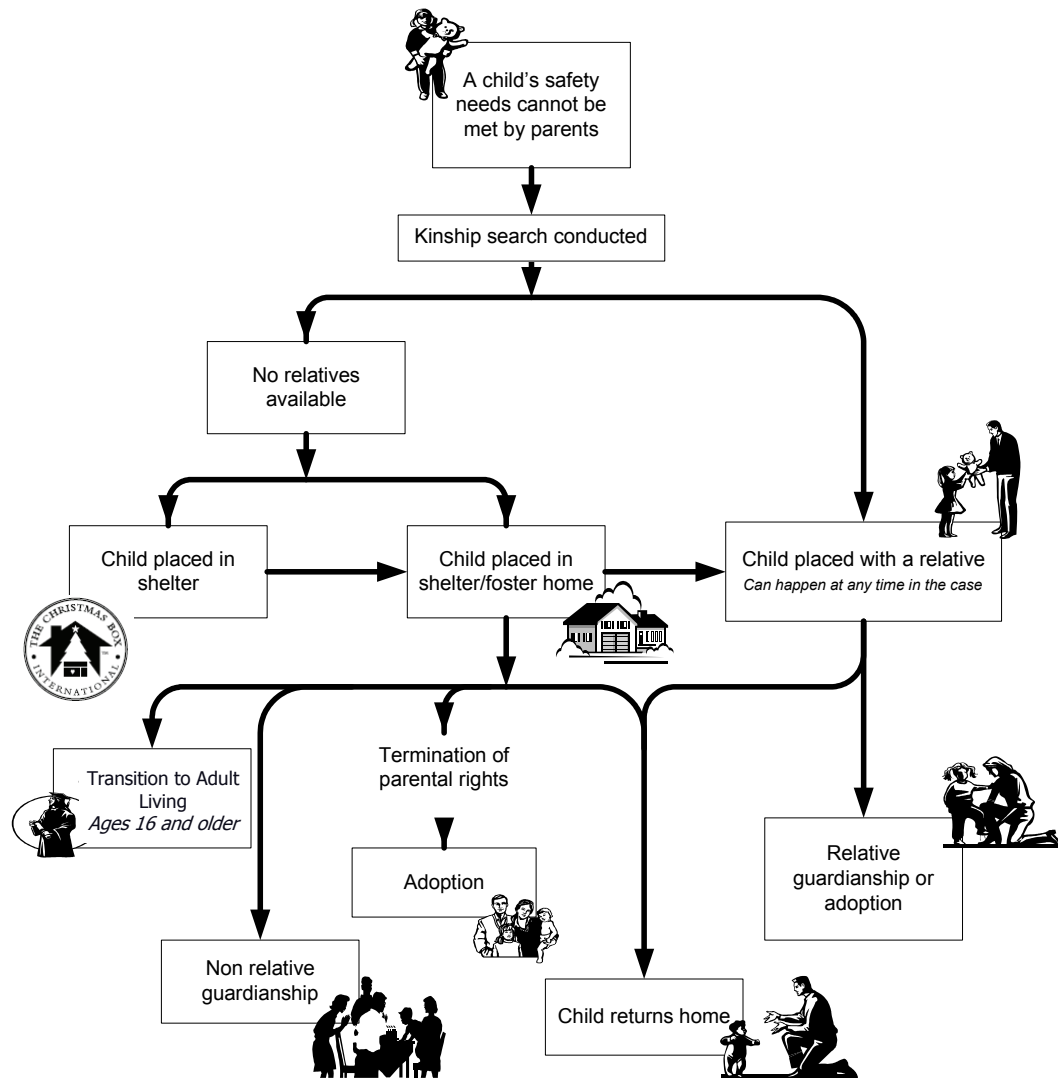 A child’s safety
needs cannot be
met by parents
Kinship search conducted
No relatives
available
Child placed in
shelter
Child placed in
shelter/foster home
Child placed with a relative
Can happen at any time in the case
THE CHRISTMAS BOX
INTERNATIONAL
Transition to Adult
Living
Ages 16 and older
Termination of
parental rights
Adoption
Relative
guardianship or
adoption
Non relative
guardianship
Child returns home